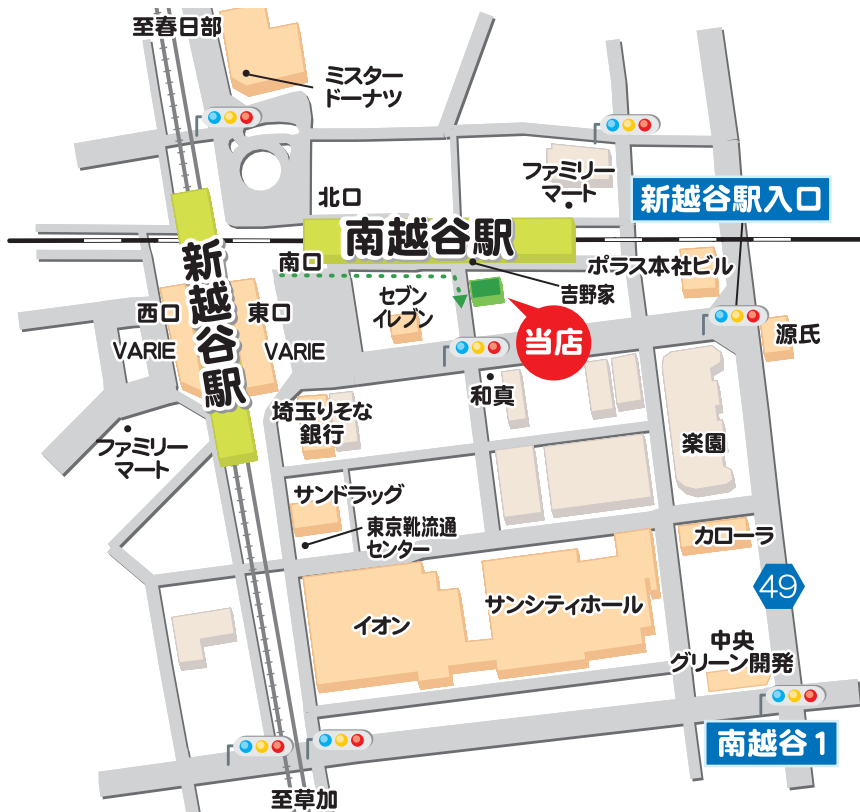 至春日部
ミスター
ドーナツ
ファミリー
マート
新越谷駅入口
北口
南越谷駅
新越谷駅
南口
ポラス本社ビル
吉野家
セブン
イレブン
当店
西口
東口
VARIE
VARIE
源氏
和真
埼玉りそな
銀行
ファミリー
マート
楽園
サンドラッグ
東京靴流通
センター
カローラ
49
イオン
サンシティホール
中央
グリーン開発
南越谷1
至草加